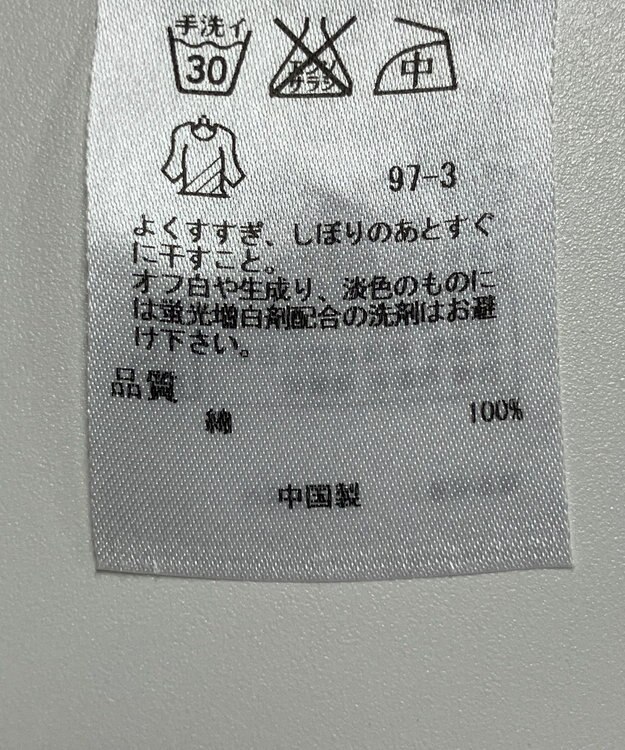 手洗イ
30
エンソ
サラシ
中
97-3
よくすすぎ、しぼりのあとすぐ
に干すこと。
オフ白や生成り、淡色のものに
は蛍光増白剤配合の洗剤はお避
け下さい。
品質
綿 100%
中国製